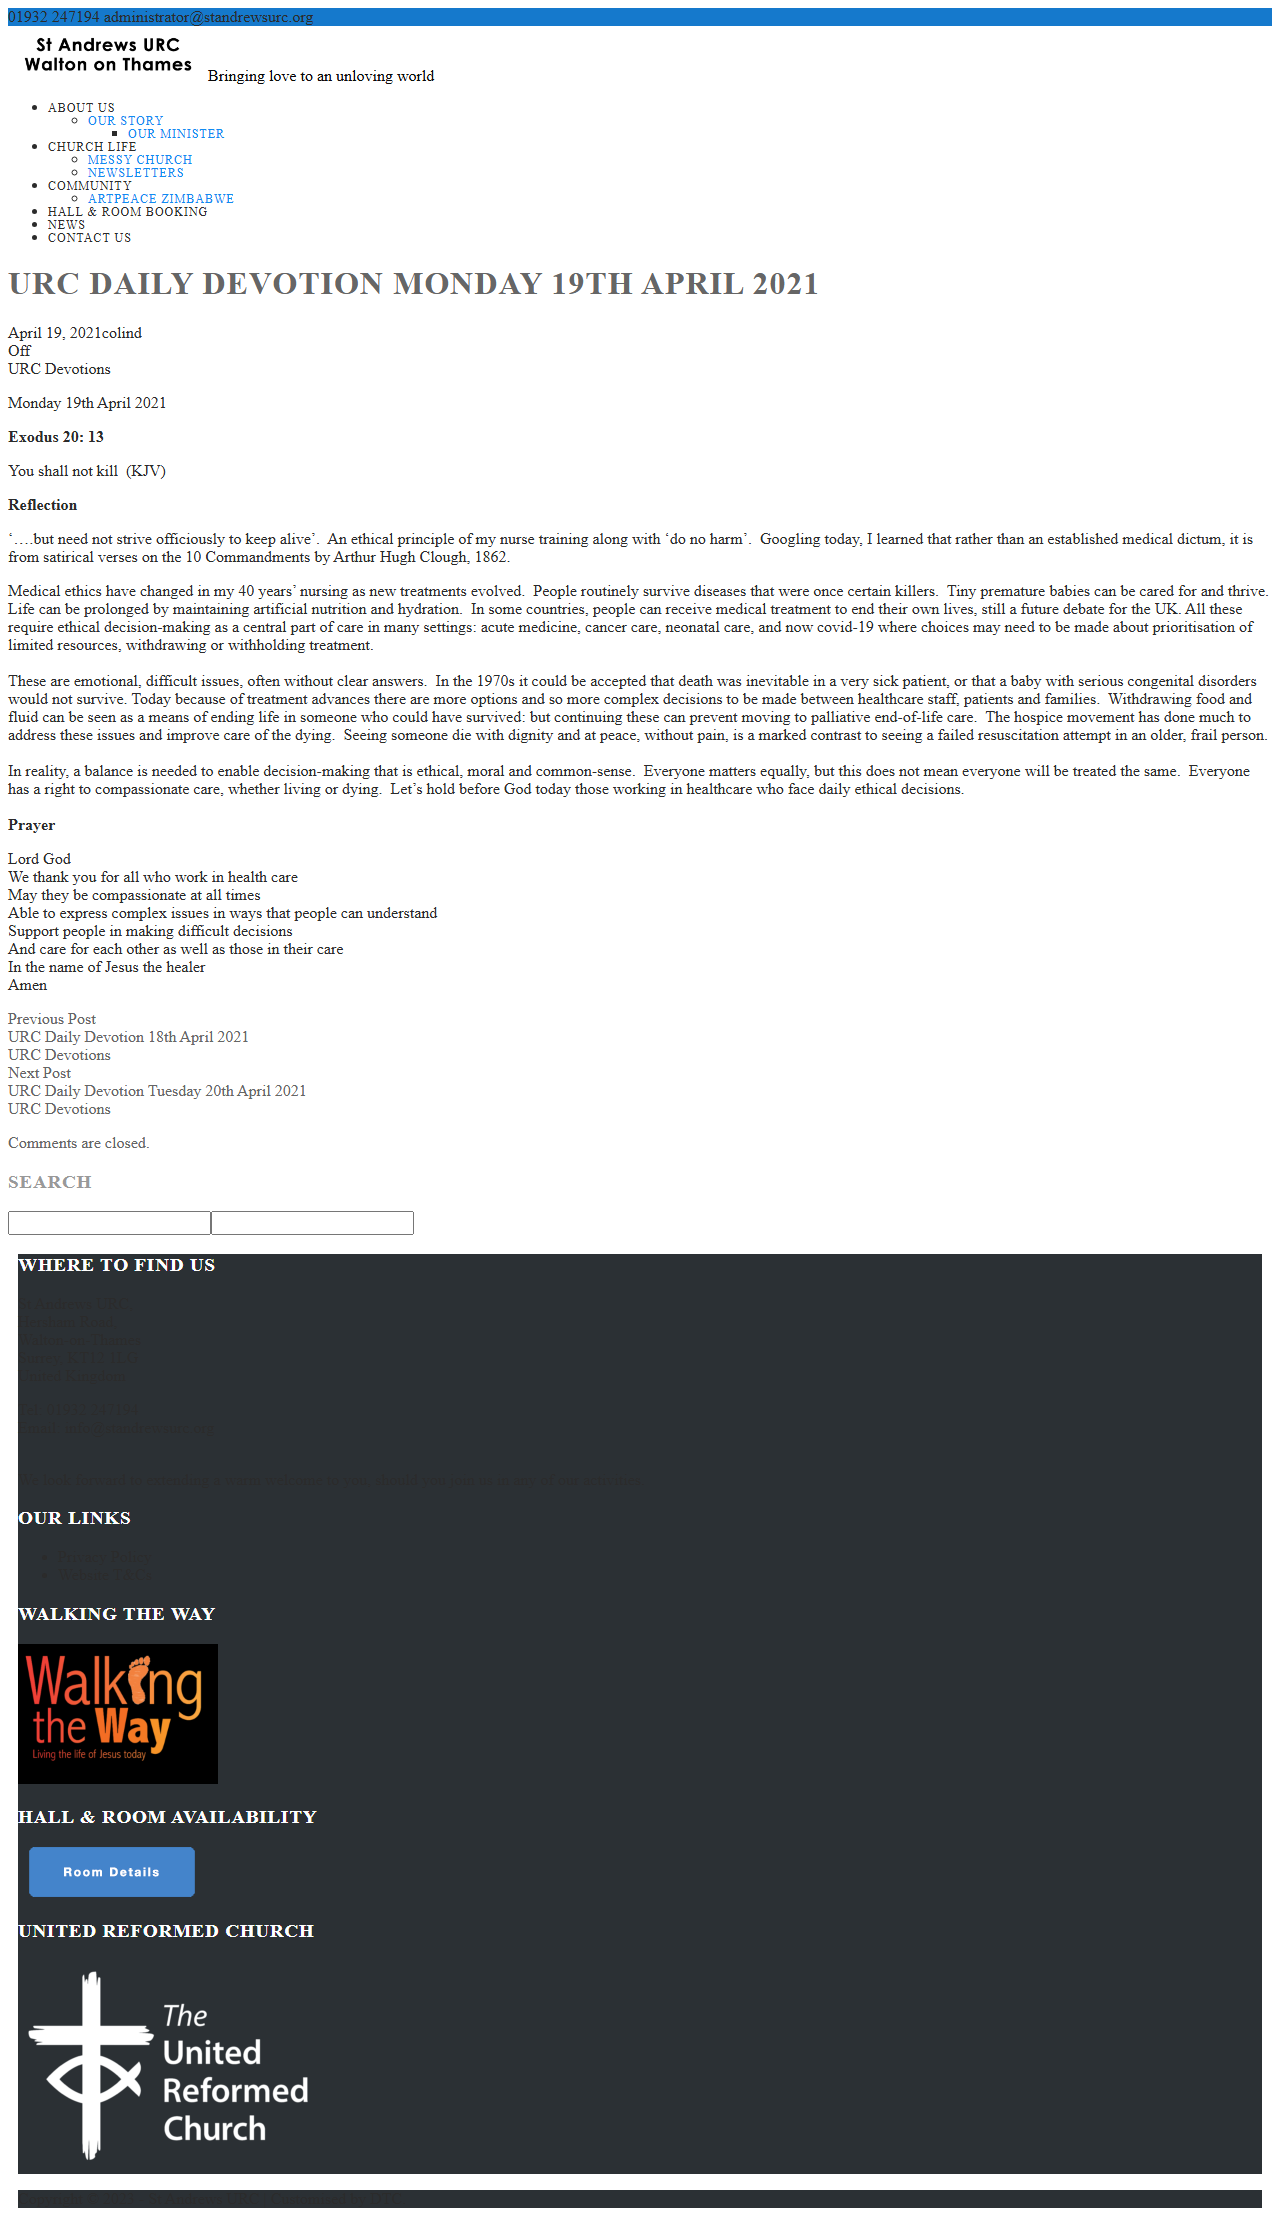 01932 247194 administrator@standrewsurc.org
St Andrews URC
Walton on Thames
Bringing love to an unloving world
ABOUT US
OUR STORY
OUR MINISTER
CHURCH LIFE
MESSY CHURCH
NEWSLETTERS
COMMUNITY
ARTPEACE ZIMBABWE
HALL & ROOM BOOKING
NEWS
CONTACT US
URC DAILY DEVOTION MONDAY 19TH APRIL 2021
April 19, 2021colind
Off
URC Devotions
Monday 19th April 2021
Exodus 20: 13
You shall not kill  (KJV)
Reflection
‘….but need not strive officiously to keep alive’.  An ethical principle of my nurse training along with ‘do no harm’.  Googling today, I learned that rather than an established medical dictum, it is
from satirical verses on the 10 Commandments by Arthur Hugh Clough, 1862.
Medical ethics have changed in my 40 years’ nursing as new treatments evolved.  People routinely survive diseases that were once certain killers.  Tiny premature babies can be cared for and thrive.
Life can be prolonged by maintaining artificial nutrition and hydration.  In some countries, people can receive medical treatment to end their own lives, still a future debate for the UK. All these
require ethical decision-making as a central part of care in many settings: acute medicine, cancer care, neonatal care, and now covid-19 where choices may need to be made about prioritisation of
limited resources, withdrawing or withholding treatment.
These are emotional, difficult issues, often without clear answers.  In the 1970s it could be accepted that death was inevitable in a very sick patient, or that a baby with serious congenital disorders
would not survive. Today because of treatment advances there are more options and so more complex decisions to be made between healthcare staff, patients and families.  Withdrawing food and
fluid can be seen as a means of ending life in someone who could have survived: but continuing these can prevent moving to palliative end-of-life care.  The hospice movement has done much to
address these issues and improve care of the dying.  Seeing someone die with dignity and at peace, without pain, is a marked contrast to seeing a failed resuscitation attempt in an older, frail person.
In reality, a balance is needed to enable decision-making that is ethical, moral and common-sense.  Everyone matters equally, but this does not mean everyone will be treated the same.  Everyone
has a right to compassionate care, whether living or dying.  Let’s hold before God today those working in healthcare who face daily ethical decisions.
Prayer
Lord God
We thank you for all who work in health care
May they be compassionate at all times
Able to express complex issues in ways that people can understand
Support people in making difficult decisions
And care for each other as well as those in their care
In the name of Jesus the healer
Amen
Previous Post
URC Daily Devotion 18th April 2021
URC Devotions
Next Post
URC Daily Devotion Tuesday 20th April 2021
URC Devotions
Comments are closed.
SEARCH
WHERE TO FIND US
OUR LINKS
WALKING THE WAY
Walking
the Way
Living the life of Jesus today
HALL & ROOM AVAILABILITY
Room Details
UNITED REFORMED CHURCH
The
United
Reformed
Church